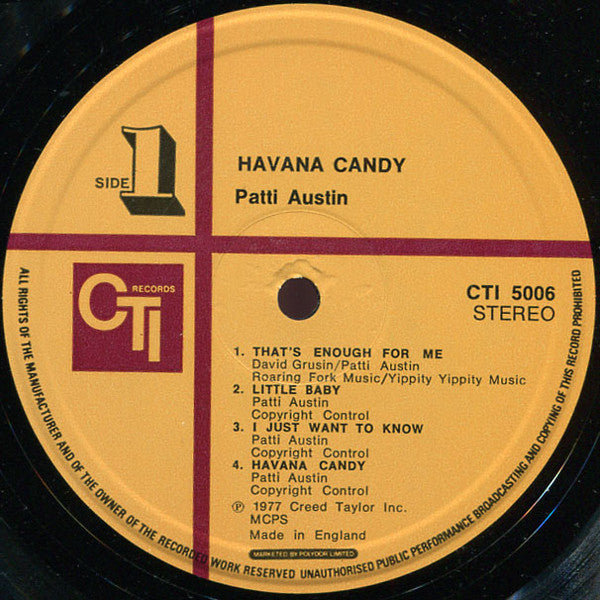 HAVANA CANDY
Patti Austin
SIDE 1
CTI RECORDS
CTI 5006
STEREO
1. THAT'S ENOUGH FOR ME
David Grusin/Patti Austin
Roaring Fork Music/Yippity Yippity Music
2. LITTLE BABY
Patti Austin
Copyright Control
3. I JUST WANT TO KNOW
Patti Austin
Copyright Control
4. HAVANA CANDY
Patti Austin
Copyright Control
℗ 1977 Creed Taylor Inc.
MCPS
Made in England
MARKETED BY POLYDOR LIMITED
ALL RIGHTS OF THE MANUFACTURER AND OF THE OWNER OF THE RECORDED WORK RESERVED UNAUTHORISED PUBLIC PERFORMANCE BROADCASTING AND COPYING OF THIS RECORD PROHIBITED